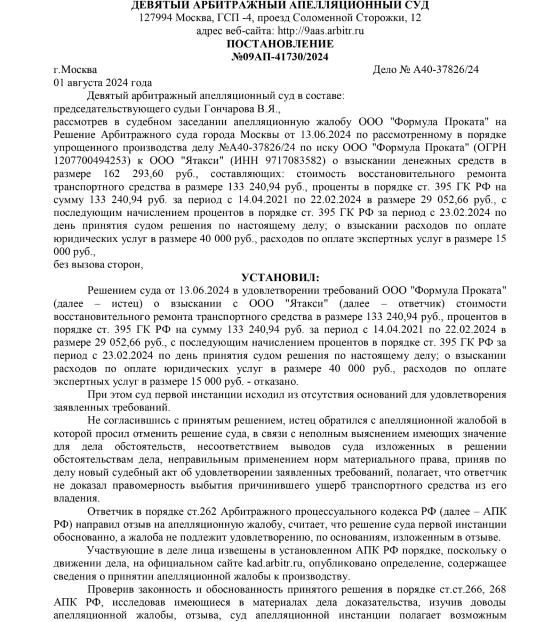 ДЕВЯТЫЙ АРБИТРАЖНЫЙ АПЕЛЛЯЦИОННЫЙ СУД
127994 Москва, ГСП -4, проезд Соломенной Сторожки, 12
адрес веб-сайта: http://9aas.arbitr.ru
ПОСТАНОВЛЕНИЕ
№09АП-41730/2024
г.Москва Дело № А40-37826/24
01 августа 2024 года
Девятый арбитражный апелляционный суд в составе:
председательствующего судьи Гончарова В.Я.,
рассмотрев в судебном заседании апелляционную жалобу ООО "Формула Проката" на
Решение Арбитражного суда города Москвы от 13.06.2024 по рассмотренному в порядке
упрощенного производства делу №А40-37826/24 по иску ООО "Формула Проката" (ОГРН
1207700494253) к ООО "Ятакси" (ИНН 9717083582) о взыскании денежных средств в
размере 162 293,60 руб., составляющих: стоимость восстановительного ремонта
транспортного средства в размере 133 240,94 руб., проценты в порядке ст. 395 ГК РФ на
сумму 133 240,94 руб. за период с 14.04.2021 по 22.02.2024 в размере 29 052,66 руб., с
последующим начислением процентов в порядке ст. 395 ГК РФ за период с 23.02.2024 по
день принятия судом решения по настоящему делу; о взыскании расходов по оплате
юридических услуг в размере 40 000 руб., расходов по оплате экспертных услуг в размере 15
000 руб.,
без вызова сторон,
УСТАНОВИЛ:
Решением суда от 13.06.2024 в удовлетворении требований ООО "Формула Проката"
(далее – истец) о взыскании с ООО "Ятакси" (далее – ответчик) стоимости
восстановительного ремонта транспортного средства в размере 133 240,94 руб., процентов в
порядке ст. 395 ГК РФ на сумму 133 240,94 руб. за период с 14.04.2021 по 22.02.2024 в
размере 29 052,66 руб., с последующим начислением процентов в порядке ст. 395 ГК РФ за
период с 23.02.2024 по день принятия судом решения по настоящему делу; о взыскании
расходов по оплате юридических услуг в размере 40 000 руб., расходов по оплате
экспертных услуг в размере 15 000 руб. - отказано.
При этом суд первой инстанции исходил из отсутствия оснований для удовлетворения
заявленных требований.
Не согласившись с принятым решением, истец обратился с апелляционной жалобой в
которой просил отменить решение суда, в связи с неполным выяснением имеющих значение
для дела обстоятельств, несоответствием выводов суда изложенных в решении
обстоятельствам дела, неправильным применением норм материального права, приняв по
делу новый судебный акт об удовлетворении заявленных требований, полагает, что ответчик
не доказал правомерность выбытия причинившего ущерб транспортного средства из его
владения.
Ответчик в порядке ст.262 Арбитражного процессуального кодекса РФ (далее – АПК
РФ) направил отзыв на апелляционную жалобу, считает, что решение суда первой инстанции
обоснованно, а жалоба не подлежит удовлетворению, по основаниям, изложенным в отзыве.
Участвующие в деле лица извещены в установленном АПК РФ порядке, поскольку о
движении дела, на официальном сайте kad.arbitr.ru, опубликовано определение, содержащее
сведения о принятии апелляционной жалобы к производству.
Проверив законность и обоснованность принятого решения в порядке ст.ст.266, 268
АПК РФ, исследовав имеющиеся в материалах дела доказательства, изучив доводы
апелляционной жалобы, отзыва, суд апелляционной инстанции полагает возможным